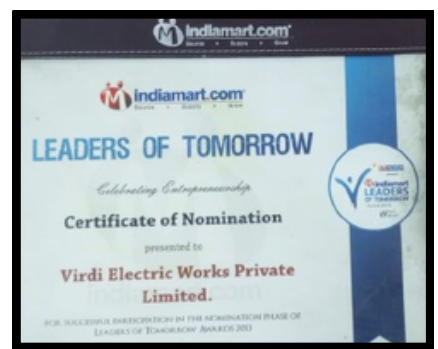 indiamart.com
indiamart.com
LEADERS OF TOMORROW
Celebrating Entrepreneurship
Certificate of Nomination
presented to
Virdi Electric Works Private
Limited.
FOR SUCCESSFUL PARTICIPATION IN THE NOMINATION PHASE OF
LEADERS OF TOMORROW AWARDS 2013
indiamart
LEADERS
OF TOMORROW